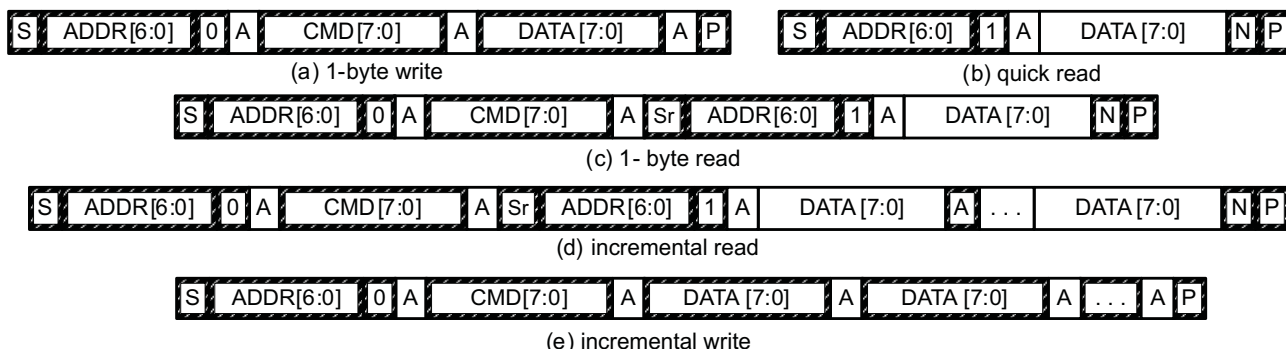 S ADDR[6:0] 0 A CMD[7:0] A DATA[7:0] A P
(a) 1-byte write
S ADDR[6:0] 1 A DATA[7:0] N P
(b) quick read
S ADDR[6:0] 0 A CMD[7:0] A Sr ADDR[6:0] 1 A DATA[7:0] N P
(c) 1- byte read
S ADDR[6:0] 0 A CMD[7:0] A Sr ADDR[6:0] 1 A DATA[7:0] A . . . DATA[7:0] N P
(d) incremental read
S ADDR[6:0] 0 A CMD[7:0] A DATA[7:0] A DATA[7:0] A . . . A P
(e) incremental write